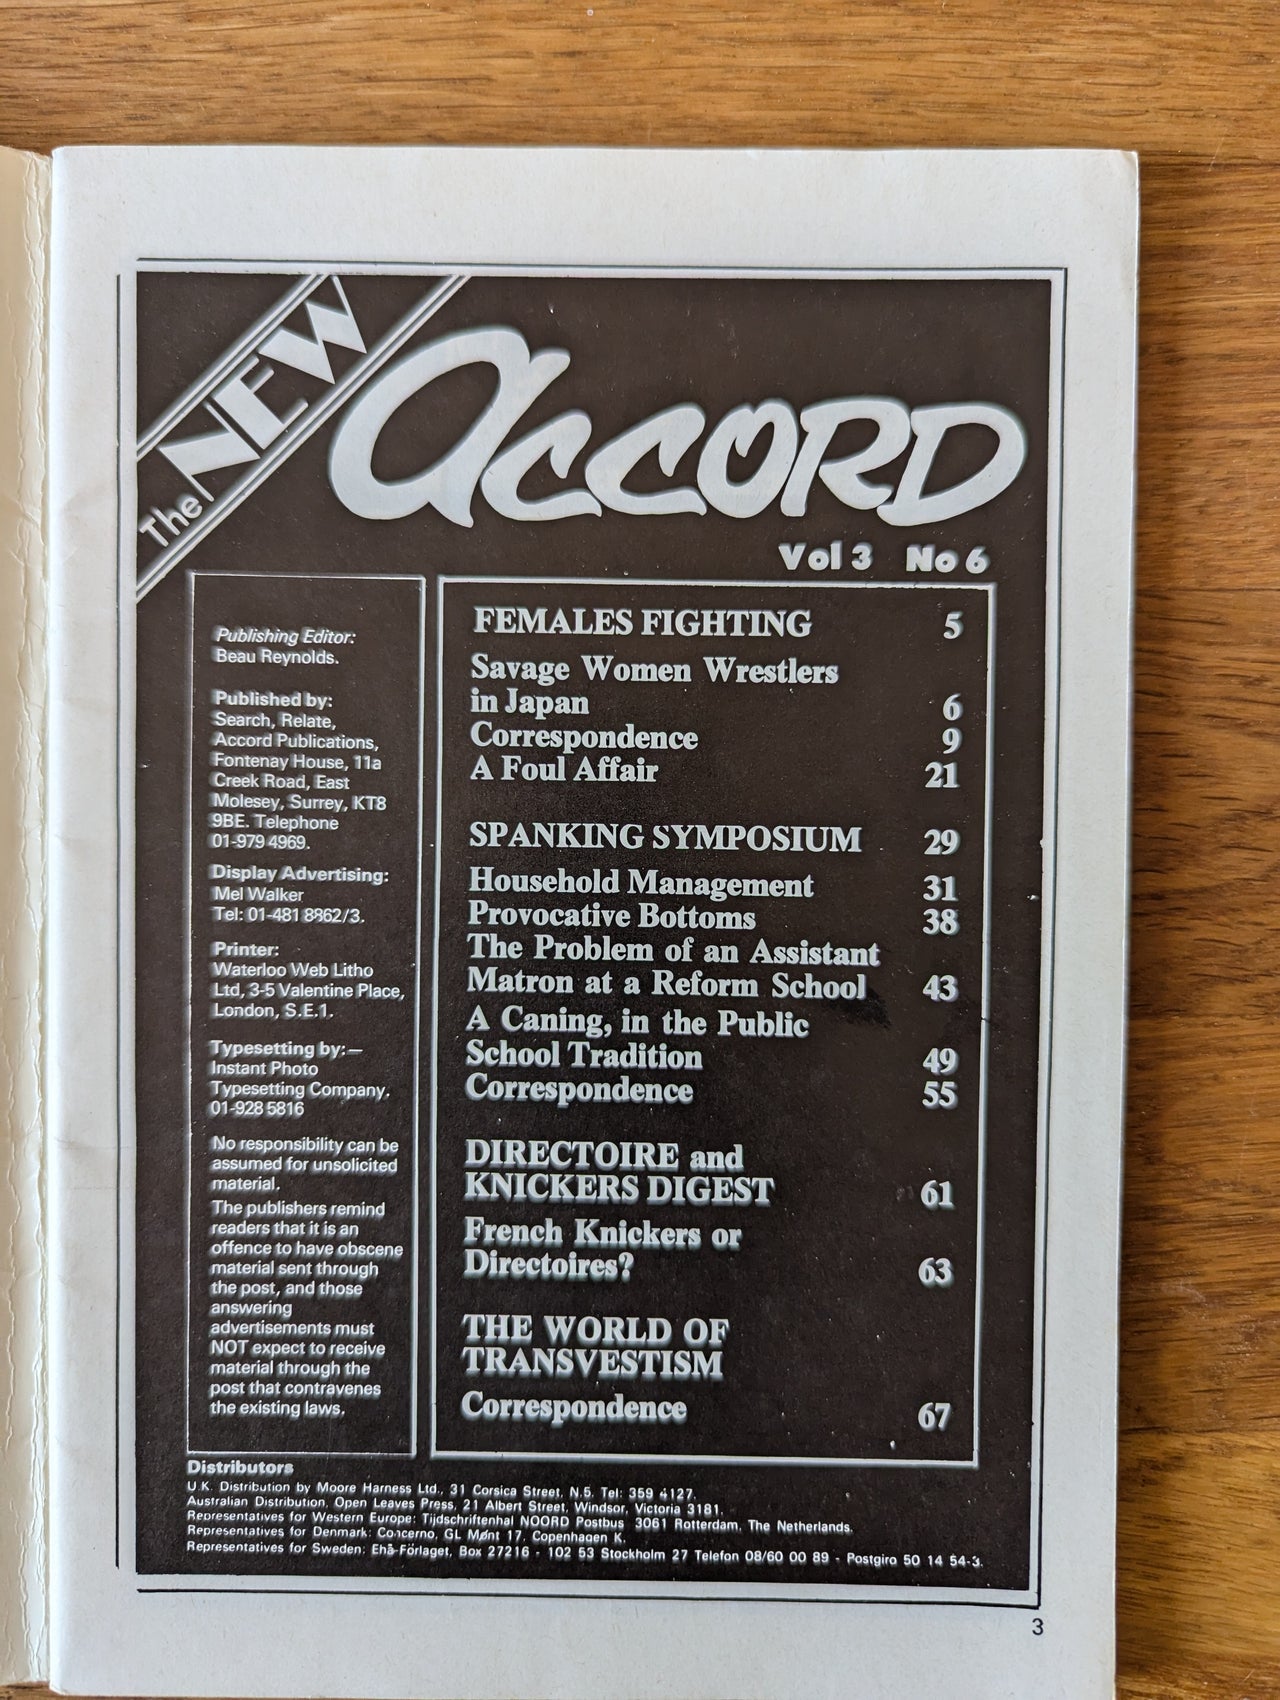 The NEW
accord
Vol 3 No 6
Publishing Editor:
Beau Reynolds.
Published by:
Search, Relate,
Accord Publications,
Fontenay House, 11a
Creek Road, East
Molesey, Surrey, KT8
9BE. Telephone
01-979 4969.
Display Advertising:
Mel Walker
Tel: 01-481 8862/3.
Printer:
Waterloo Web Litho
Ltd, 3-5 Valentine Place,
London, S.E.1.
Typesetting by:—
Instant Photo
Typesetting Company.
01-928 5816
No responsibility can be
assumed for unsolicited
material.
The publishers remind
readers that it is an
offence to have obscene
material sent through
the post, and those
answering
advertisements must
NOT expect to receive
material through the
post that contravenes
the existing laws.
FEMALES FIGHTING 5
Savage Women Wrestlers
in Japan 6
Correspondence 9
A Foul Affair 21
SPANKING SYMPOSIUM 29
Household Management 31
Provocative Bottoms 38
The Problem of an Assistant
Matron at a Reform School 43
A Caning, in the Public
School Tradition 49
Correspondence 55
DIRECTOIRE and
KNICKERS DIGEST 61
French Knickers or
Directoires? 63
THE WORLD OF
TRANSVESTISM
Correspondence 67
Distributors
U.K. Distribution by Moore Harness Ltd., 31 Corsica Street, N.5. Tel: 359 4127.
Australian Distribution, Open Leaves Press, 21 Albert Street, Windsor, Victoria 3181.
Representatives for Western Europe: Tijdschriftenhal NOORD Postbus 3061 Rotterdam, The Netherlands.
Representatives for Denmark: Concerno, GL Mønt 17, Copenhagen K.
Representatives for Sweden: Ehå-Förlaget, Box 27216 - 102 53 Stockholm 27 Telefon 08/60 00 89 - Postgiro 50 14 54-3.
3